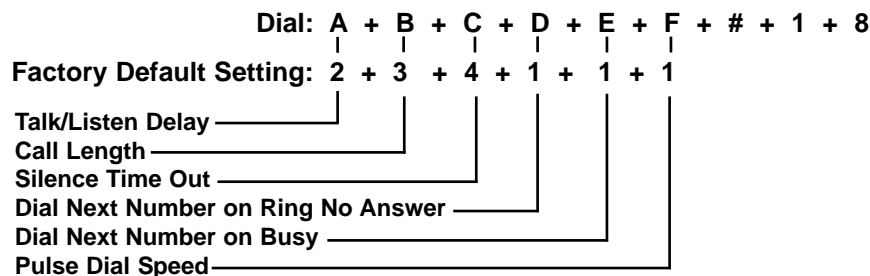 Dial: A + B + C + D + E + F + # + 1 + 8
Factory Default Setting: 2 + 3 + 4 + 1 + 1 + 1
Talk/Listen Delay
Call Length
Silence Time Out
Dial Next Number on Ring No Answer
Dial Next Number on Busy
Pulse Dial Speed